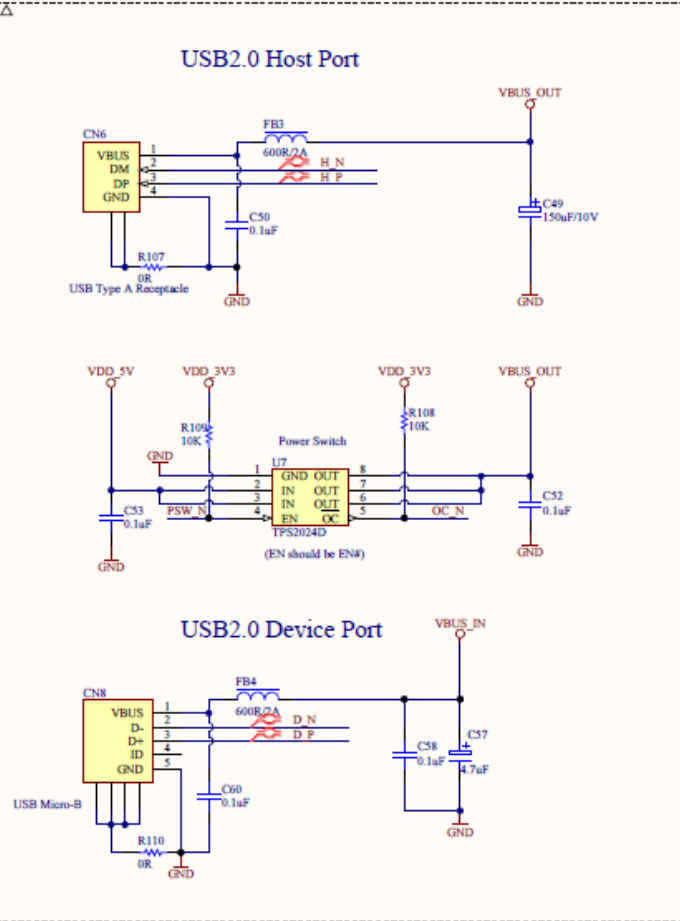 USB2.0 Host Port
VBUS_OUT
CN6
FB3
600R/2A
VBUS 1
DM 2 H_N
DP 3 H_P
GND 4
C49
150uF/10V
C50
0.1uF
R107
0R
USB Type A Receptacle
GND
GND
VDD_5V
VDD_3V3
VDD_3V3
VBUS_OUT
R109
10K
R108
10K
Power Switch
GND
U7
1 GND OUT 8
2 IN OUT 7
3 IN OUT 6
PSW_N 4 EN OC 5 OC_N
C53
0.1uF
C52
0.1uF
TPS2024D
(EN should be EN#)
GND
GND
USB2.0 Device Port
VBUS_IN
CN8
FB4
600R/2A
VBUS 1
D- 2 D_N
D+ 3 D_P
ID 4
GND 5
C58
0.1uF
C57
4.7uF
USB Micro-B
C60
0.1uF
R110
0R
GND
GND